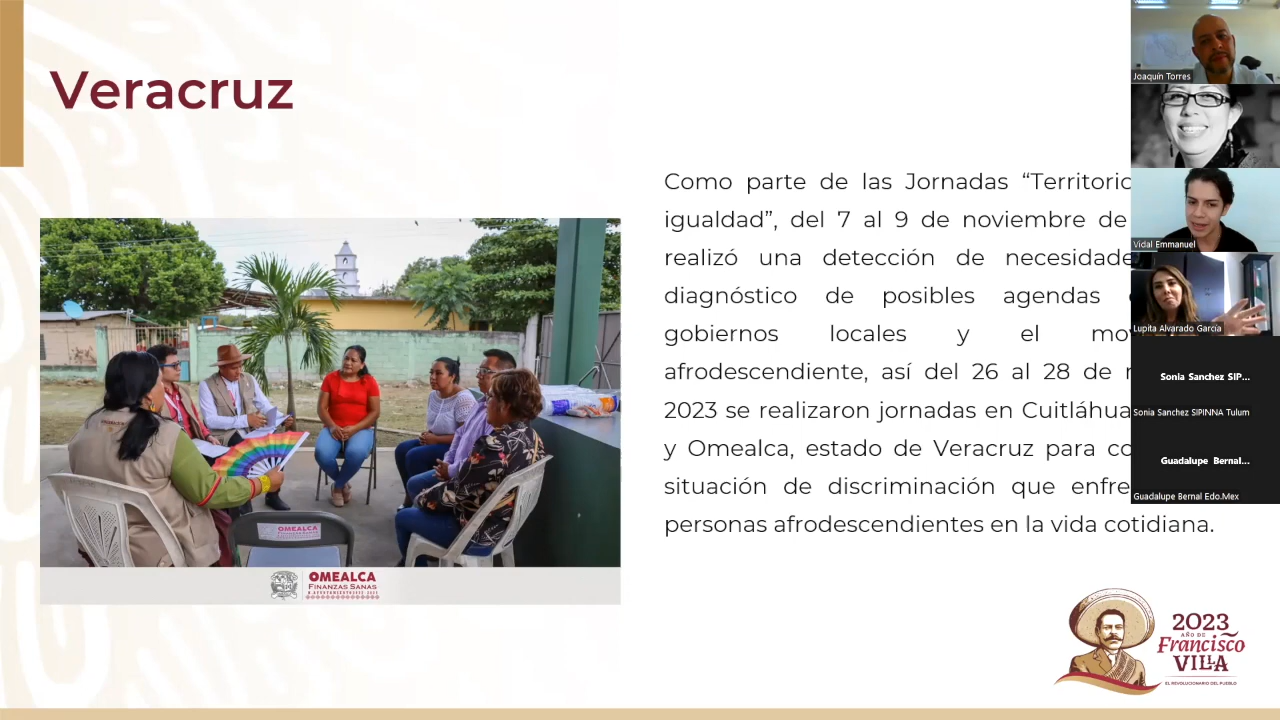 Veracruz
Como parte de las Jornadas “Territorio
igualdad”, del 7 al 9 de noviembre de
realizó una detección de necesidade
diagnóstico de posibles agendas
gobiernos locales y el mov
afrodescendiente, así del 26 al 28 de
2023 se realizaron jornadas en Cuitláhua
y Omealca, estado de Veracruz para co
situación de discriminación que enfre
personas afrodescendientes en la vida cotidiana.
OMEALCA
OMEALCA
FINANZAS SANAS
H. AYUNTAMIENTO 2022-2025
2023
AÑO DE
Francisco
VILLA
EL REVOLUCIONARIO DEL PUEBLO
Joaquín Torres
Vidal Emmanuel
Lupita Alvarado García
Sonia Sanchez SIP...
Sonia Sanchez SIPINNA Tulum
Guadalupe Bernal...
Guadalupe Bernal Edo.Mex